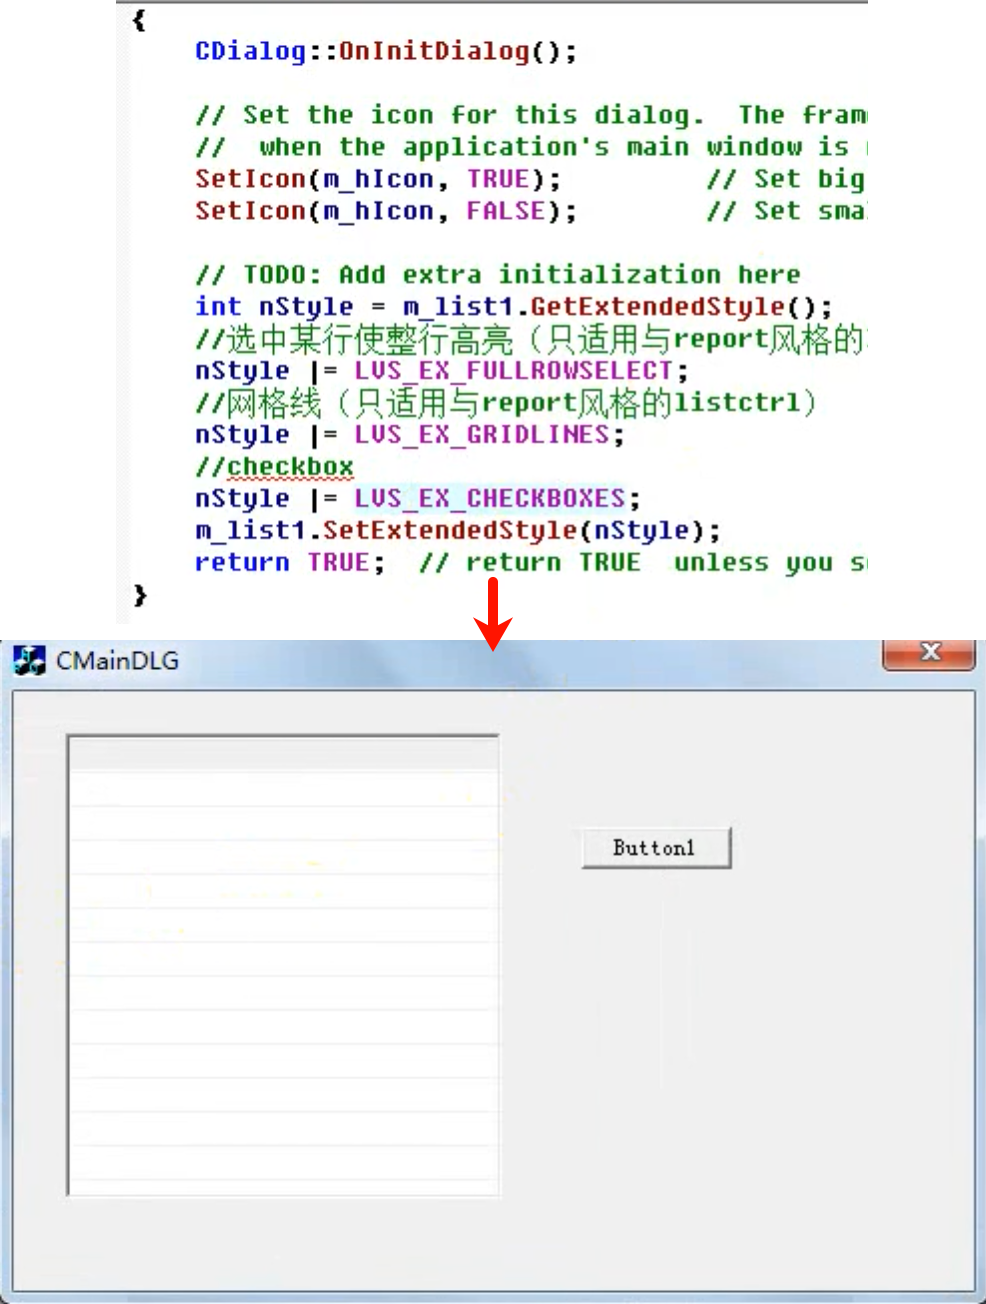 {
CDialog::OnInitDialog();
// Set the icon for this dialog. The fram
// when the application's main window is
SetIcon(m_hIcon, TRUE); // Set big
SetIcon(m_hIcon, FALSE); // Set sma
// TODO: Add extra initialization here
int nStyle = m_list1.GetExtendedStyle();
//选中某行使整行高亮（只适用与report风格的
nStyle |= LVS_EX_FULLROWSELECT;
//网格线（只适用与report风格的listctrl）
nStyle |= LVS_EX_GRIDLINES;
//checkbox
nStyle |= LVS_EX_CHECKBOXES;
m_list1.SetExtendedStyle(nStyle);
return TRUE; // return TRUE unless you s
}
CMainDLG
Button1